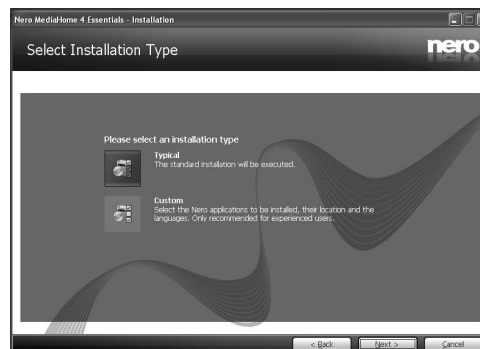 Nero MediaHome 4 Essentials - Installation
Select Installation Type
nero
Please select an installation type
Typical
The standard installation will be executed.
Custom
Select the Nero applications to be installed, their location and the
languages. Only recommended for experienced users.
< Back
Next >
Cancel